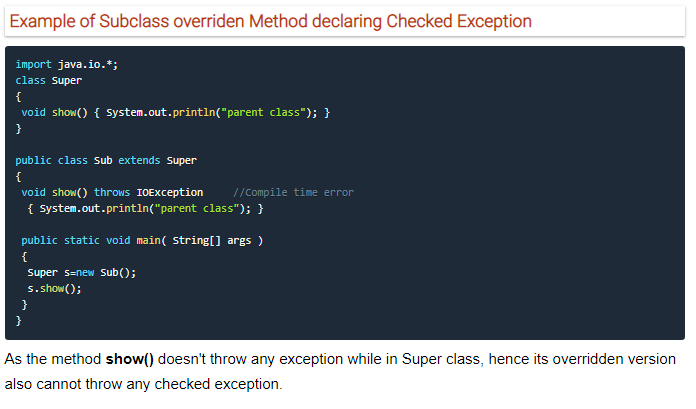 Example of Subclass overriden Method declaring Checked Exception
import java.io.*;
class Super
{
 void show() { System.out.println("parent class"); }
}
public class Sub extends Super
{
 void show() throws IOException     //Compile time error
  { System.out.println("parent class"); }
 public static void main( String[] args )
 {
  Super s=new Sub();
  s.show();
 }
}
As the method show() doesn't throw any exception while in Super class, hence its overridden version
also cannot throw any checked exception.